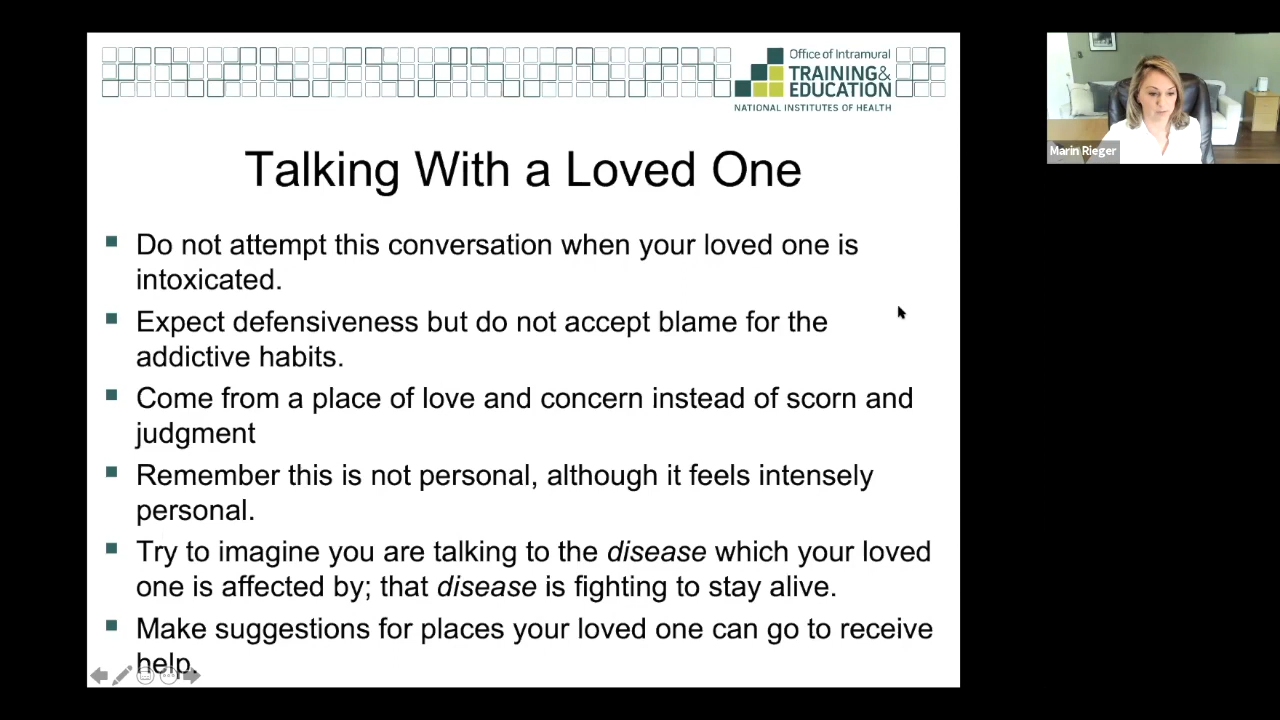 Office of Intramural
TRAINING&
EDUCATION
NATIONAL INSTITUTES OF HEALTH
Marin Rieger
Talking With a Loved One
Do not attempt this conversation when your loved one is
intoxicated.
Expect defensiveness but do not accept blame for the
addictive habits.
Come from a place of love and concern instead of scorn and
judgment
Remember this is not personal, although it feels intensely
personal.
Try to imagine you are talking to the disease which your loved
one is affected by; that disease is fighting to stay alive.
Make suggestions for places your loved one can go to receive
help.